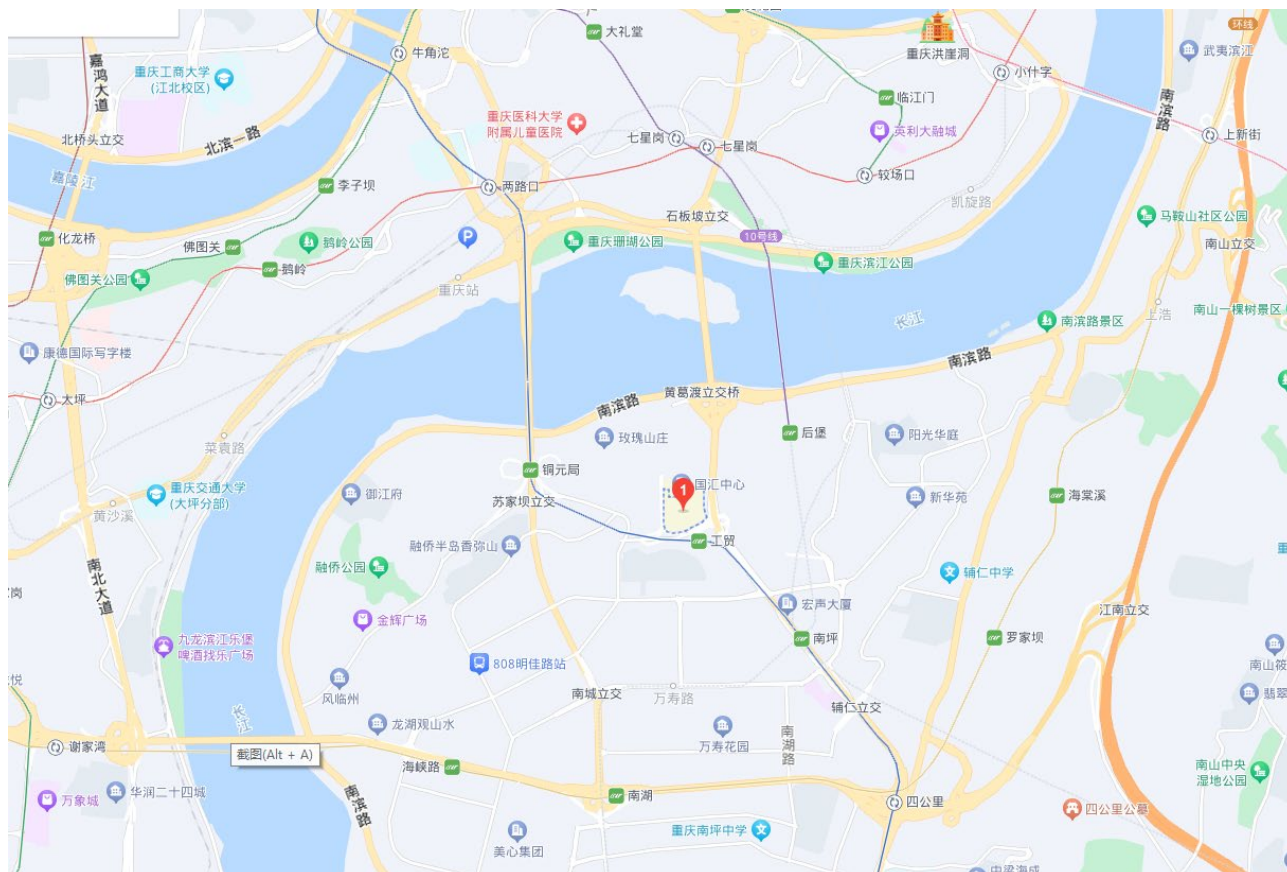 大礼堂
环线
武夷滨江
重庆洪崖洞
牛角沱
嘉鸿大道
重庆工商大学
(江北校区)
小什字
南滨路
临江门
重庆医科大学
附属儿童医院
英利大融城
北桥头立交
北滨一路
七星岗
七星岗
上新街
嘉陵江
李子坝
两路口
较场口
凯旋路
石板坡立交
马鞍山社区公园
化龙桥
佛图关
鹅岭公园
P
重庆珊瑚公园
10号线
南山立交
佛图关公园
鹅岭
重庆滨江公园
重庆站
长江
南滨路景区
上浩
南山一棵树景区
康德国际写字楼
南滨路
大坪
南滨路
黄葛渡立交桥
菜袁路
玫瑰山庄
后堡
阳光华庭
铜元局
重庆交通大学
(大坪分部)
御江府
苏家坝立交
1
国汇中心
新华苑
海棠溪
黄沙溪
融侨半岛香弥山
工贸
南北大道
融侨公园
辅仁中学
岗
金辉广场
宏声大厦
江南立交
九龙滨江乐堡
啤酒找乐广场
南坪
罗家坝
808明佳路站
南山筱
悦
风临州
南城立交
万寿路
辅仁立交
翡翠
长江
龙湖观山水
万寿花园
南湖路
谢家湾
截图(Alt + A)
海峡路
南山中央
湿地公园
万象城
华润二十四城
南滨路
南湖
四公里
四公里公墓
重庆南坪中学
美心集团